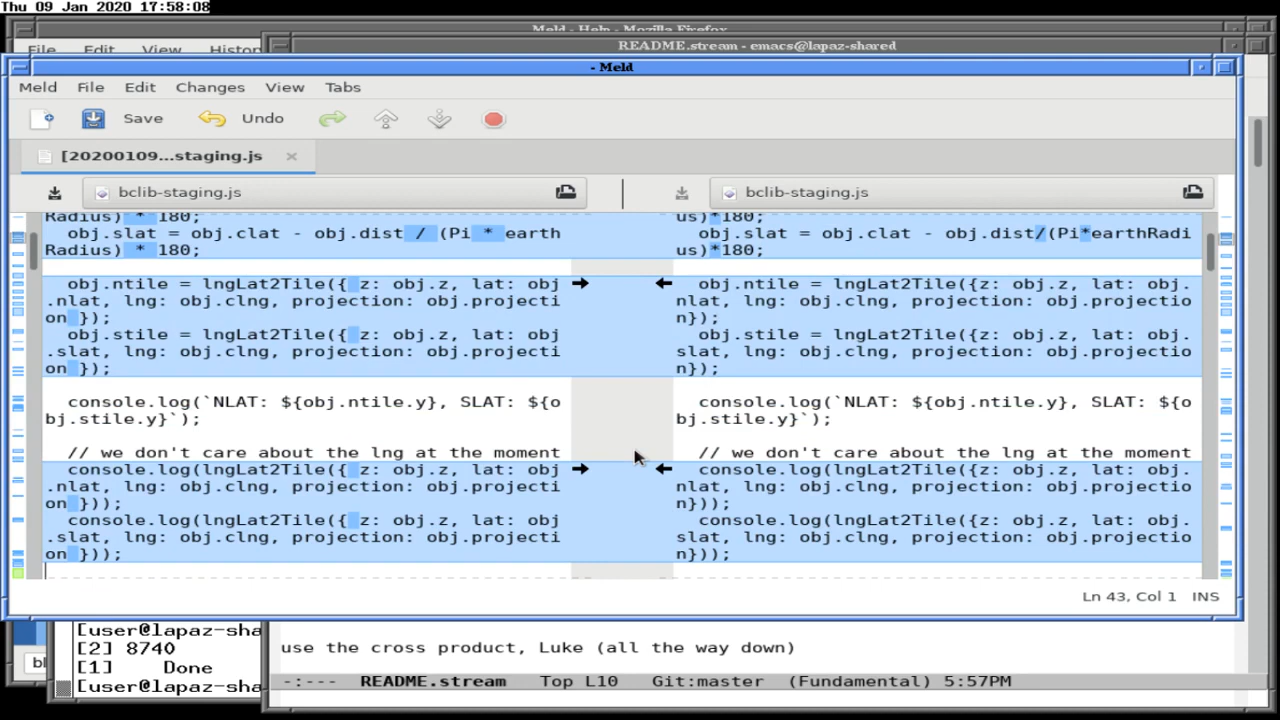 Thu 09 Jan 2020 17:58:08
Meld - Help - Mozilla Firefox
File Edit View Histor
README.stream - emacs@lapaz-shared
- Meld
Meld File Edit Changes View Tabs
Save Undo
[20200109...staging.js
bclib-staging.js
Radius) * 180;
  obj.slat = obj.clat - obj.dist / (Pi * earth
Radius) * 180;
  obj.ntile = lngLat2Tile({ z: obj.z, lat: obj
.nlat, lng: obj.clng, projection: obj.projecti
on });
  obj.stile = lngLat2Tile({ z: obj.z, lat: obj
.slat, lng: obj.clng, projection: obj.projecti
on });
  console.log(`NLAT: ${obj.ntile.y}, SLAT: ${o
bj.stile.y}`);
  // we don't care about the lng at the moment
  console.log(lngLat2Tile({ z: obj.z, lat: obj
.nlat, lng: obj.clng, projection: obj.projecti
on }));
  console.log(lngLat2Tile({ z: obj.z, lat: obj
.slat, lng: obj.clng, projection: obj.projecti
on }));
bclib-staging.js
us)*180;
  obj.slat = obj.clat - obj.dist/(Pi*earthRadi
us)*180;
  obj.ntile = lngLat2Tile({z: obj.z, lat: obj.
nlat, lng: obj.clng, projection: obj.projectio
n});
  obj.stile = lngLat2Tile({z: obj.z, lat: obj.
slat, lng: obj.clng, projection: obj.projectio
n});
  console.log(`NLAT: ${obj.ntile.y}, SLAT: ${o
bj.stile.y}`);
  // we don't care about the lng at the moment
  console.log(lngLat2Tile({z: obj.z, lat: obj.
nlat, lng: obj.clng, projection: obj.projectio
n}));
  console.log(lngLat2Tile({z: obj.z, lat: obj.
slat, lng: obj.clng, projection: obj.projectio
n}));
Ln 43, Col 1 INS
bl
[user@lapaz-sha
[2] 8740
[1]    Done
[user@lapaz-sha
use the cross product, Luke (all the way down)
-:--- README.stream Top L10 Git:master (Fundamental) 5:57PM